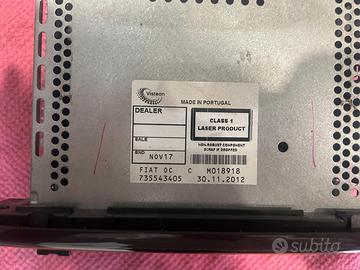 Visteon
MADE IN PORTUGAL
DEALER
CLASS 1
LASER PRODUCT
SALE
NON-ROBUST COMPONENT
SCRAP IF DROPPED
END NOV17
FIAT OC C M018918
735543405 30.11.2012
subito